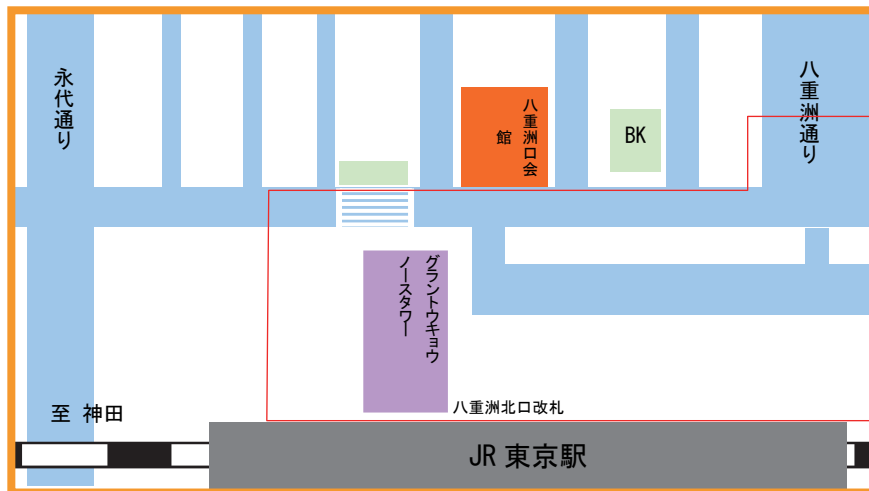 永代通り
八重洲口会
館
BK
八重洲通り
グラントウキョウ
ノースタワー
至 神田
八重洲北口改札
JR 東京駅